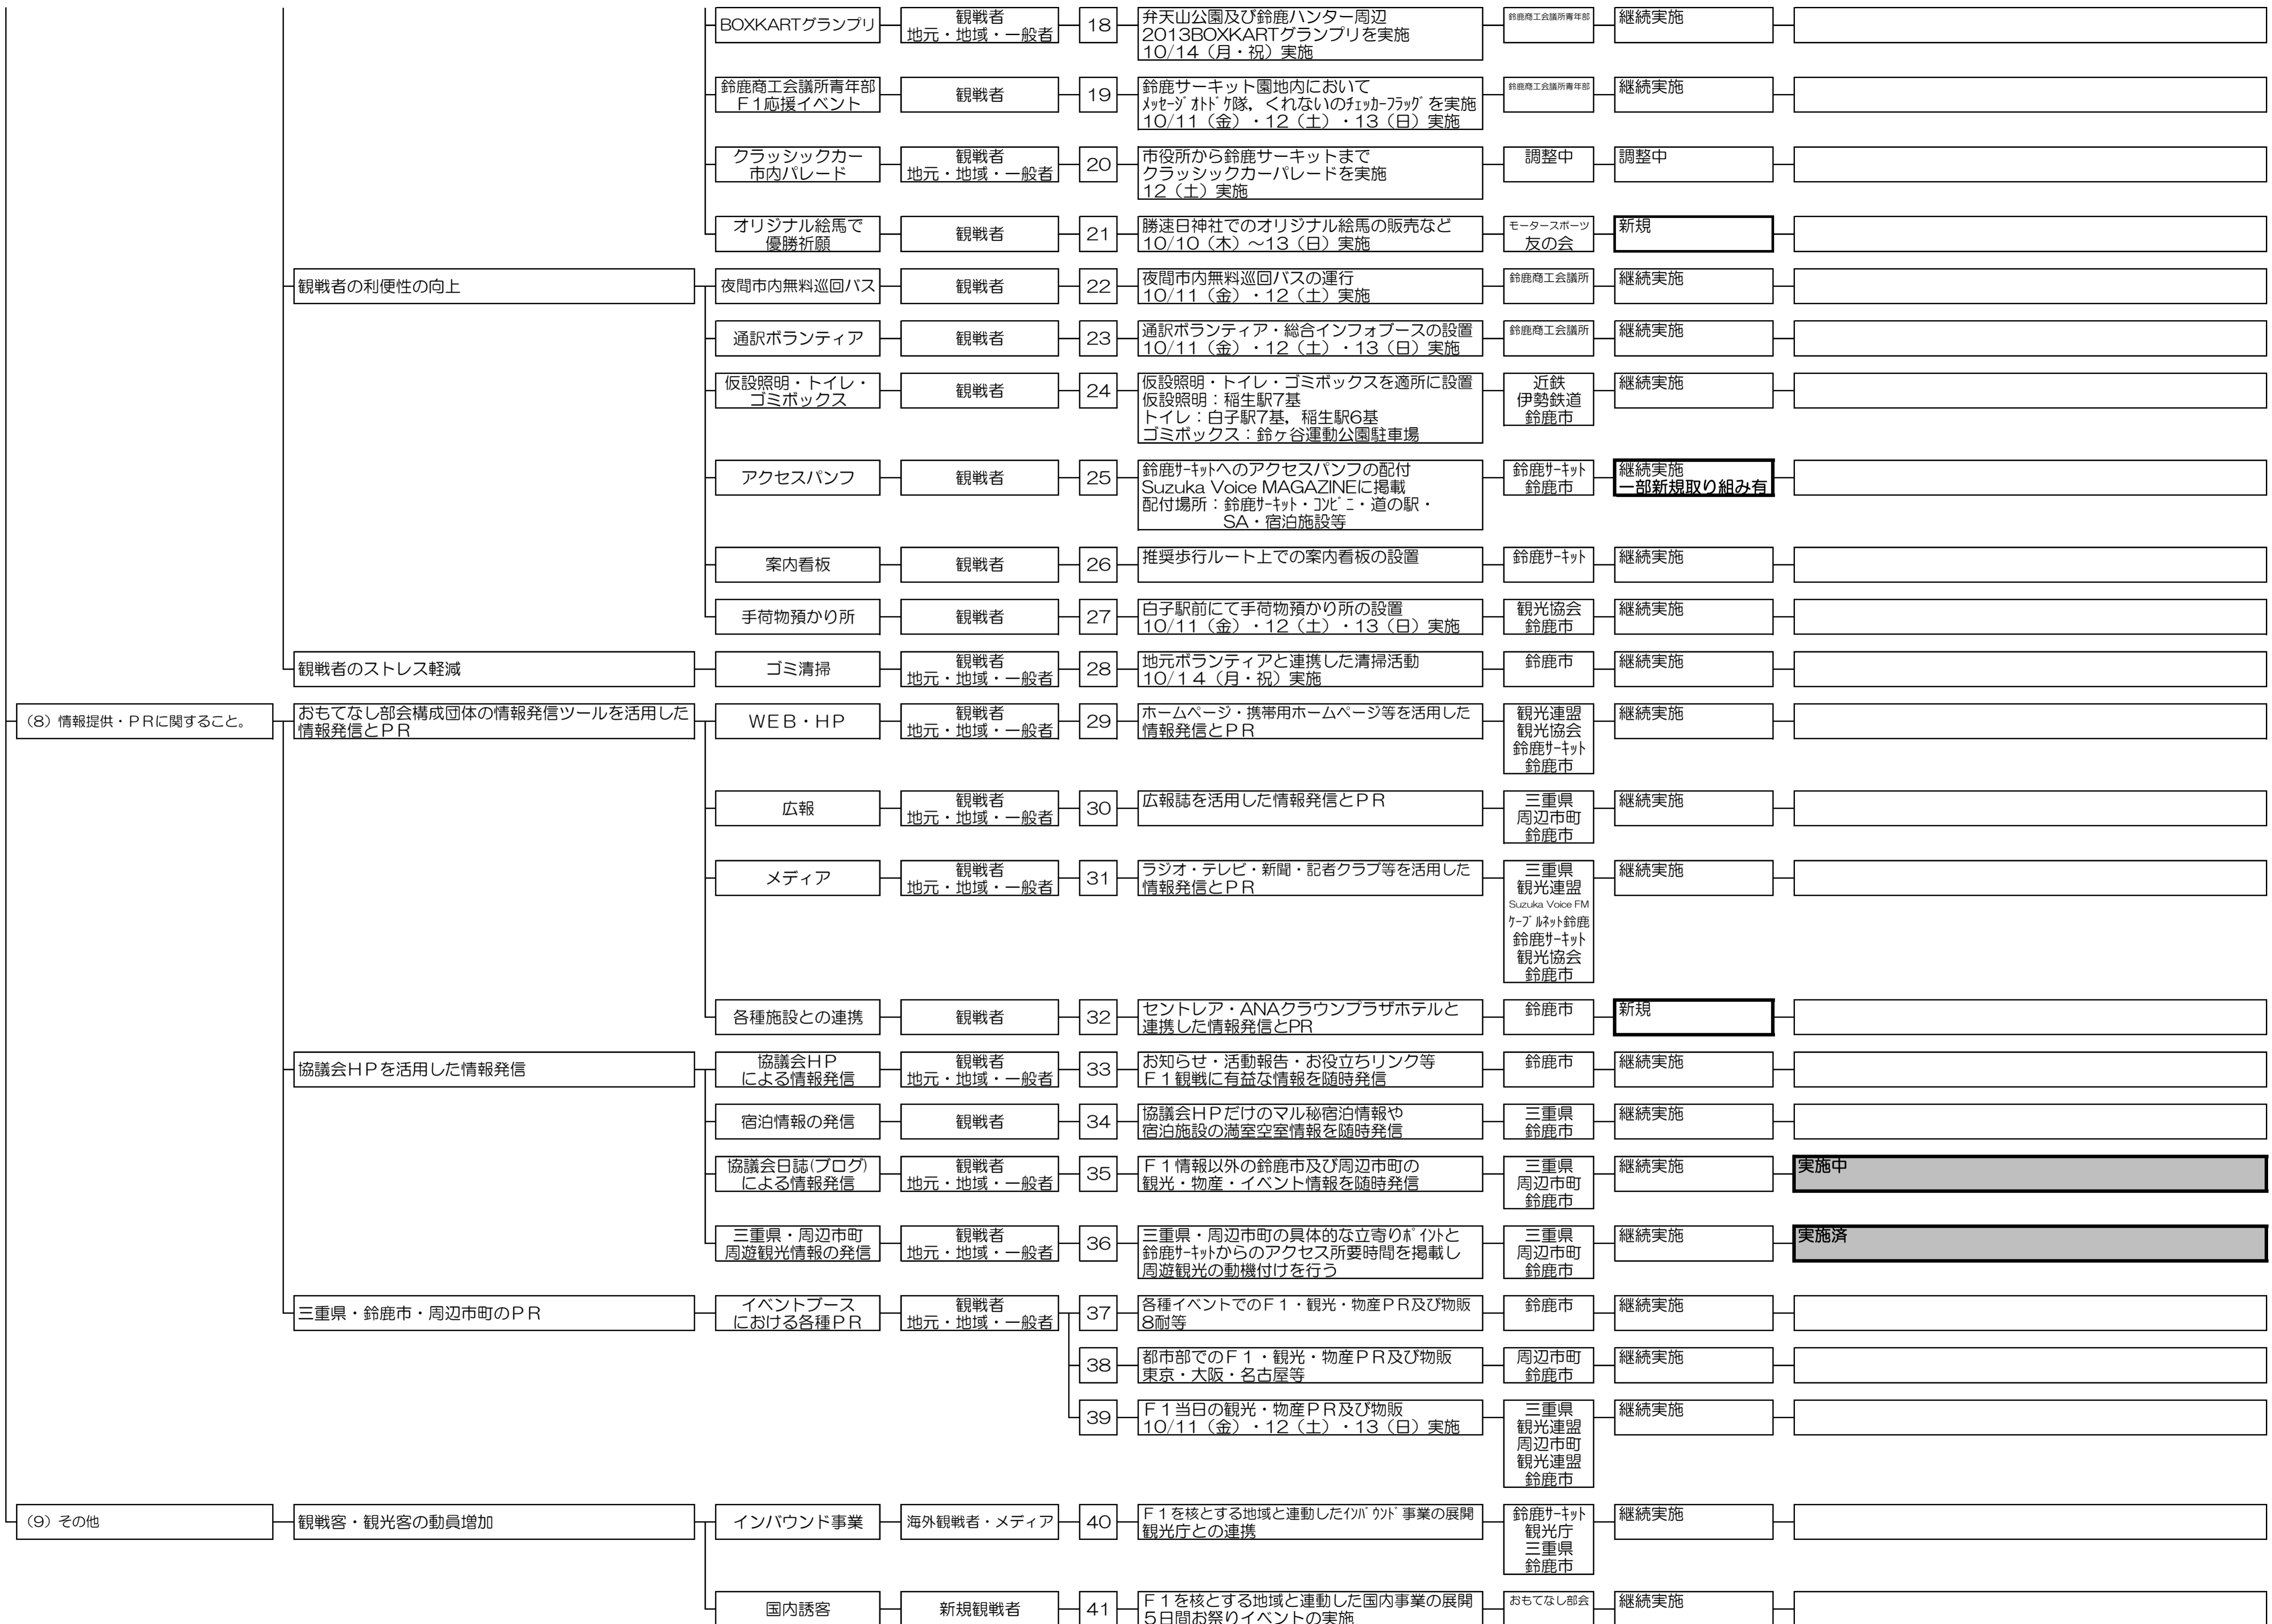 BOXKARTグランプリ
観戦者
地元・地域・一般者
18
弁天山公園及び鈴鹿ハンター周辺
2013BOXKARTグランプリを実施
10/14（月・祝）実施
鈴鹿商工会議所青年部
継続実施
鈴鹿商工会議所青年部
Ｆ1応援イベント
観戦者
19
鈴鹿サーキット園地内において
ﾒｯｾｰｼﾞｵﾄﾄﾞｹ隊，くれないのﾁｪｯｶｰﾌﾗｯｸﾞを実施
10/11（金）・12（土）・13（日）実施
鈴鹿商工会議所青年部
継続実施
クラッシックカー
市内パレード
観戦者
地元・地域・一般者
20
市役所から鈴鹿サーキットまで
クラッシックカーパレードを実施
12（土）実施
調整中
調整中
オリジナル絵馬で
優勝祈願
観戦者
21
勝速日神社でのオリジナル絵馬の販売など
10/10（木）～13（日）実施
モータースポーツ
友の会
新規
観戦者の利便性の向上
夜間市内無料巡回バス
観戦者
22
夜間市内無料巡回バスの運行
10/11（金）・12（土）実施
鈴鹿商工会議所
継続実施
通訳ボランティア
観戦者
23
通訳ボランティア・総合インフォブースの設置
10/11（金）・12（土）・13（日）実施
鈴鹿商工会議所
継続実施
仮設照明・トイレ・
ゴミボックス
観戦者
24
仮設照明・トイレ・ゴミボックスを適所に設置
仮設照明：稲生駅7基
トイレ：白子駅7基，稲生駅6基
ゴミボックス：鈴ヶ谷運動公園駐車場
近鉄
伊勢鉄道
鈴鹿市
継続実施
アクセスパンフ
観戦者
25
鈴鹿ｻｰｷｯﾄへのアクセスパンフの配付
Suzuka Voice MAGAZINEに掲載
配付場所：鈴鹿ｻｰｷｯﾄ・ｺﾝﾋﾞﾆ・道の駅・
SA・宿泊施設等
鈴鹿ｻｰｷｯﾄ
鈴鹿市
継続実施
一部新規取り組み有
案内看板
観戦者
26
推奨歩行ルート上での案内看板の設置
鈴鹿ｻｰｷｯﾄ
継続実施
手荷物預かり所
観戦者
27
白子駅前にて手荷物預かり所の設置
10/11（金）・12（土）・13（日）実施
観光協会
鈴鹿市
継続実施
観戦者のストレス軽減
ゴミ清掃
観戦者
地元・地域・一般者
28
地元ボランティアと連携した清掃活動
10/１４（月・祝）実施
鈴鹿市
継続実施
（8）情報提供・ＰＲに関すること。
おもてなし部会構成団体の情報発信ツールを活用した
情報発信とＰＲ
ＷＥＢ・ＨＰ
観戦者
地元・地域・一般者
29
ホームページ・携帯用ホームページ等を活用した
情報発信とＰＲ
観光連盟
観光協会
鈴鹿ｻｰｷｯﾄ
鈴鹿市
継続実施
広報
観戦者
地元・地域・一般者
30
広報誌を活用した情報発信とＰＲ
三重県
周辺市町
鈴鹿市
継続実施
メディア
観戦者
地元・地域・一般者
31
ラジオ・テレビ・新聞・記者クラブ等を活用した
情報発信とＰＲ
三重県
観光連盟
Suzuka Voice FM
ｹｰﾌﾞﾙﾈｯﾄ鈴鹿
鈴鹿ｻｰｷｯﾄ
観光協会
鈴鹿市
継続実施
各種施設との連携
観戦者
32
セントレア・ANAクラウンプラザホテルと
連携した情報発信とPR
鈴鹿市
新規
協議会ＨＰを活用した情報発信
協議会ＨＰ
による情報発信
観戦者
地元・地域・一般者
33
お知らせ・活動報告・お役立ちリンク等
Ｆ１観戦に有益な情報を随時発信
鈴鹿市
継続実施
宿泊情報の発信
観戦者
34
協議会ＨＰだけのマル秘宿泊情報や
宿泊施設の満室空室情報を随時発信
三重県
鈴鹿市
継続実施
協議会日誌(ブログ)
による情報発信
観戦者
地元・地域・一般者
35
Ｆ１情報以外の鈴鹿市及び周辺市町の
観光・物産・イベント情報を随時発信
三重県
周辺市町
鈴鹿市
継続実施
実施中
三重県・周辺市町
周遊観光情報の発信
観戦者
地元・地域・一般者
36
三重県・周辺市町の具体的な立寄りﾎﾟｲﾝﾄと
鈴鹿ｻｰｷｯﾄからのアクセス所要時間を掲載し
周遊観光の動機付けを行う
三重県
周辺市町
鈴鹿市
継続実施
実施済
三重県・鈴鹿市・周辺市町のＰＲ
イベントブース
における各種ＰＲ
観戦者
地元・地域・一般者
37
各種イベントでのＦ１・観光・物産ＰＲ及び物販
8耐等
鈴鹿市
継続実施
38
都市部でのＦ１・観光・物産ＰＲ及び物販
東京・大阪・名古屋等
周辺市町
鈴鹿市
継続実施
39
Ｆ１当日の観光・物産ＰＲ及び物販
10/11（金）・12（土）・13（日）実施
三重県
観光連盟
周辺市町
観光連盟
鈴鹿市
継続実施
（9）その他
観戦客・観光客の動員増加
インバウンド事業
海外観戦者・メディア
40
Ｆ１を核とする地域と連動したｲﾝﾊﾞｳﾝﾄﾞ事業の展開
観光庁との連携
鈴鹿ｻｰｷｯﾄ
観光庁
三重県
鈴鹿市
継続実施
国内誘客
新規観戦者
41
Ｆ１を核とする地域と連動した国内事業の展開
５日間お祭りイベントの実施
おもてなし部会
継続実施